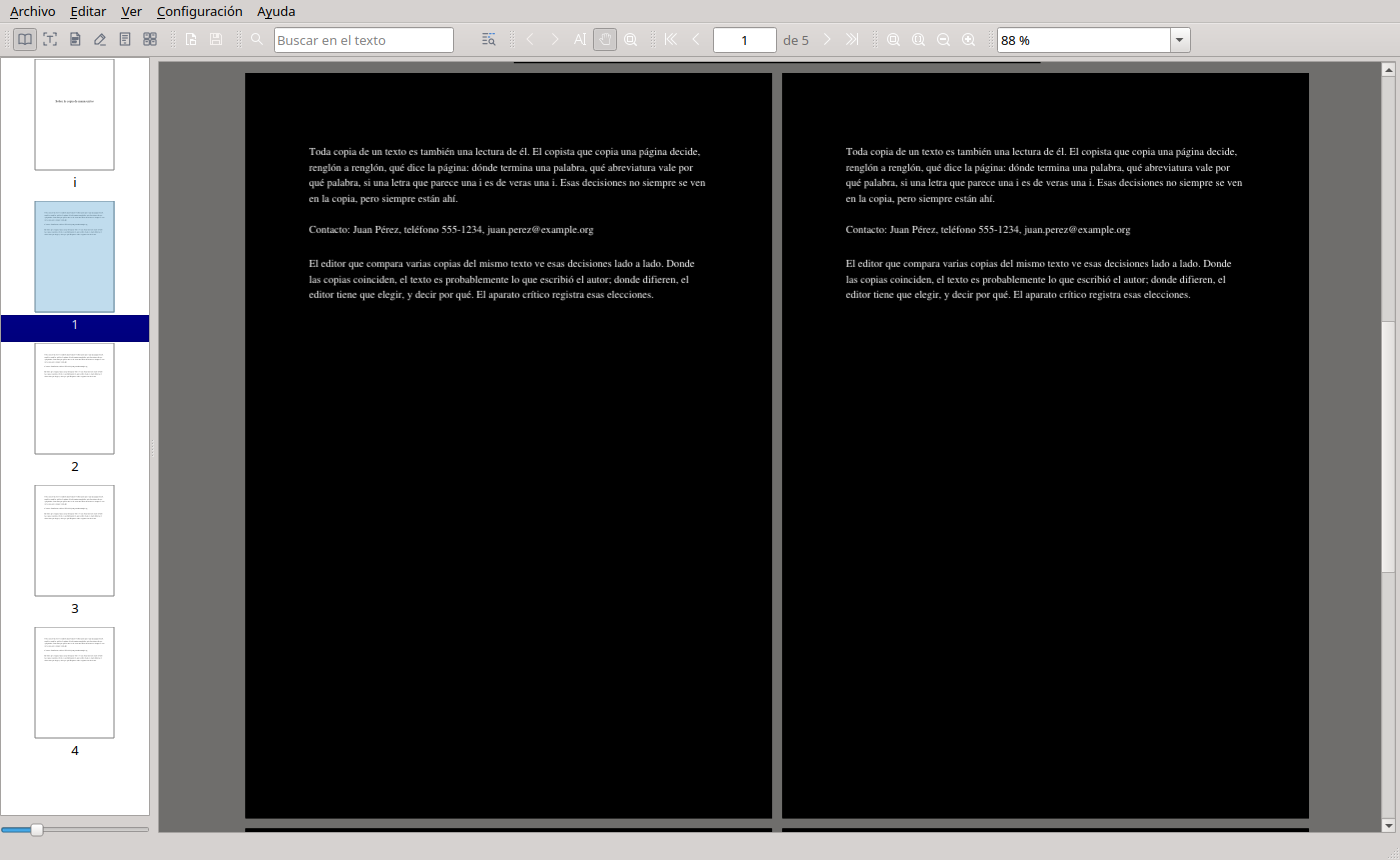 Archivo Editar Ver Configuración Ayuda
Buscar en el texto
1 de 5
88 %
i
1
2
3
4
Toda copia de un texto es también una lectura de él. El copista que copia una página decide,
renglón a renglón, qué dice la página: dónde termina una palabra, qué abreviatura vale por
qué palabra, si una letra que parece una i es de veras una i. Esas decisiones no siempre se ven
en la copia, pero siempre están ahí.
Contacto: Juan Pérez, teléfono 555-1234, juan.perez@example.org
El editor que compara varias copias del mismo texto ve esas decisiones lado a lado. Donde
las copias coinciden, el texto es probablemente lo que escribió el autor; donde difieren, el
editor tiene que elegir, y decir por qué. El aparato crítico registra esas elecciones.
Toda copia de un texto es también una lectura de él. El copista que copia una página decide,
renglón a renglón, qué dice la página: dónde termina una palabra, qué abreviatura vale por
qué palabra, si una letra que parece una i es de veras una i. Esas decisiones no siempre se ven
en la copia, pero siempre están ahí.
Contacto: Juan Pérez, teléfono 555-1234, juan.perez@example.org
El editor que compara varias copias del mismo texto ve esas decisiones lado a lado. Donde
las copias coinciden, el texto es probablemente lo que escribió el autor; donde difieren, el
editor tiene que elegir, y decir por qué. El aparato crítico registra esas elecciones.